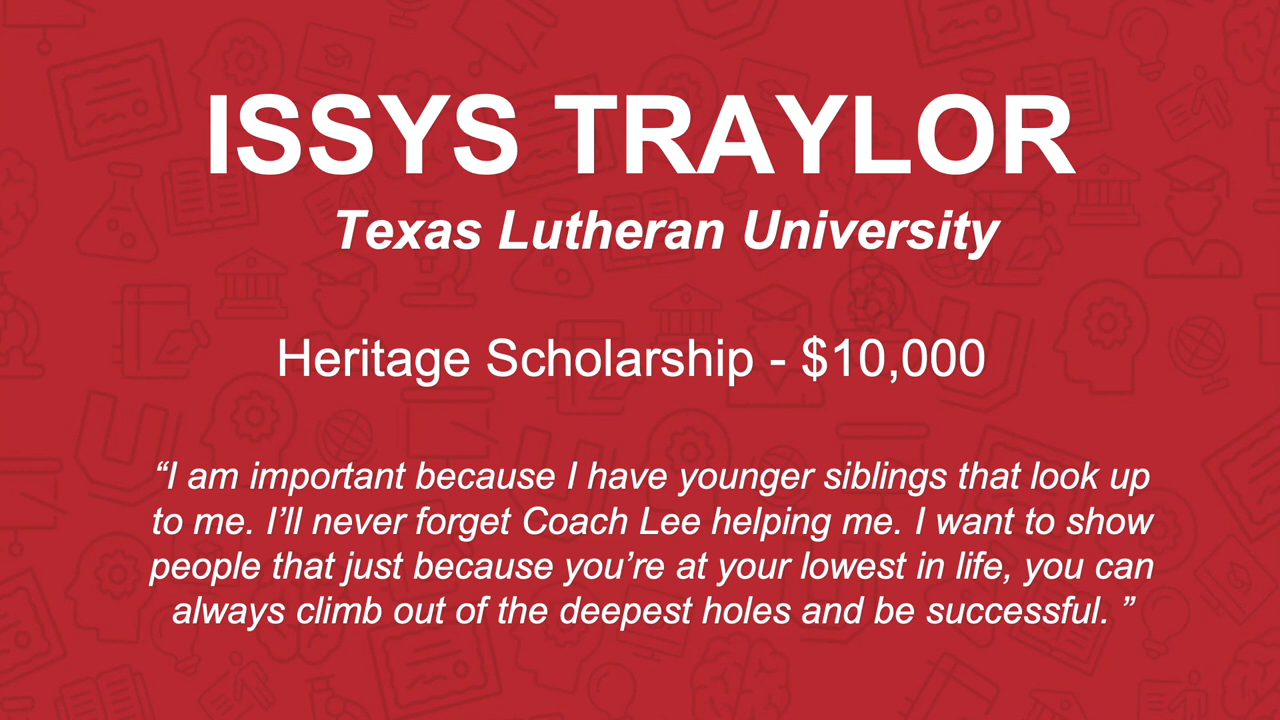 ISSYS TRAYLOR
Texas Lutheran University
Heritage Scholarship - $10,000
“I am important because I have younger siblings that look up
to me. I’ll never forget Coach Lee helping me. I want to show
people that just because you’re at your lowest in life, you can
always climb out of the deepest holes and be successful. ”